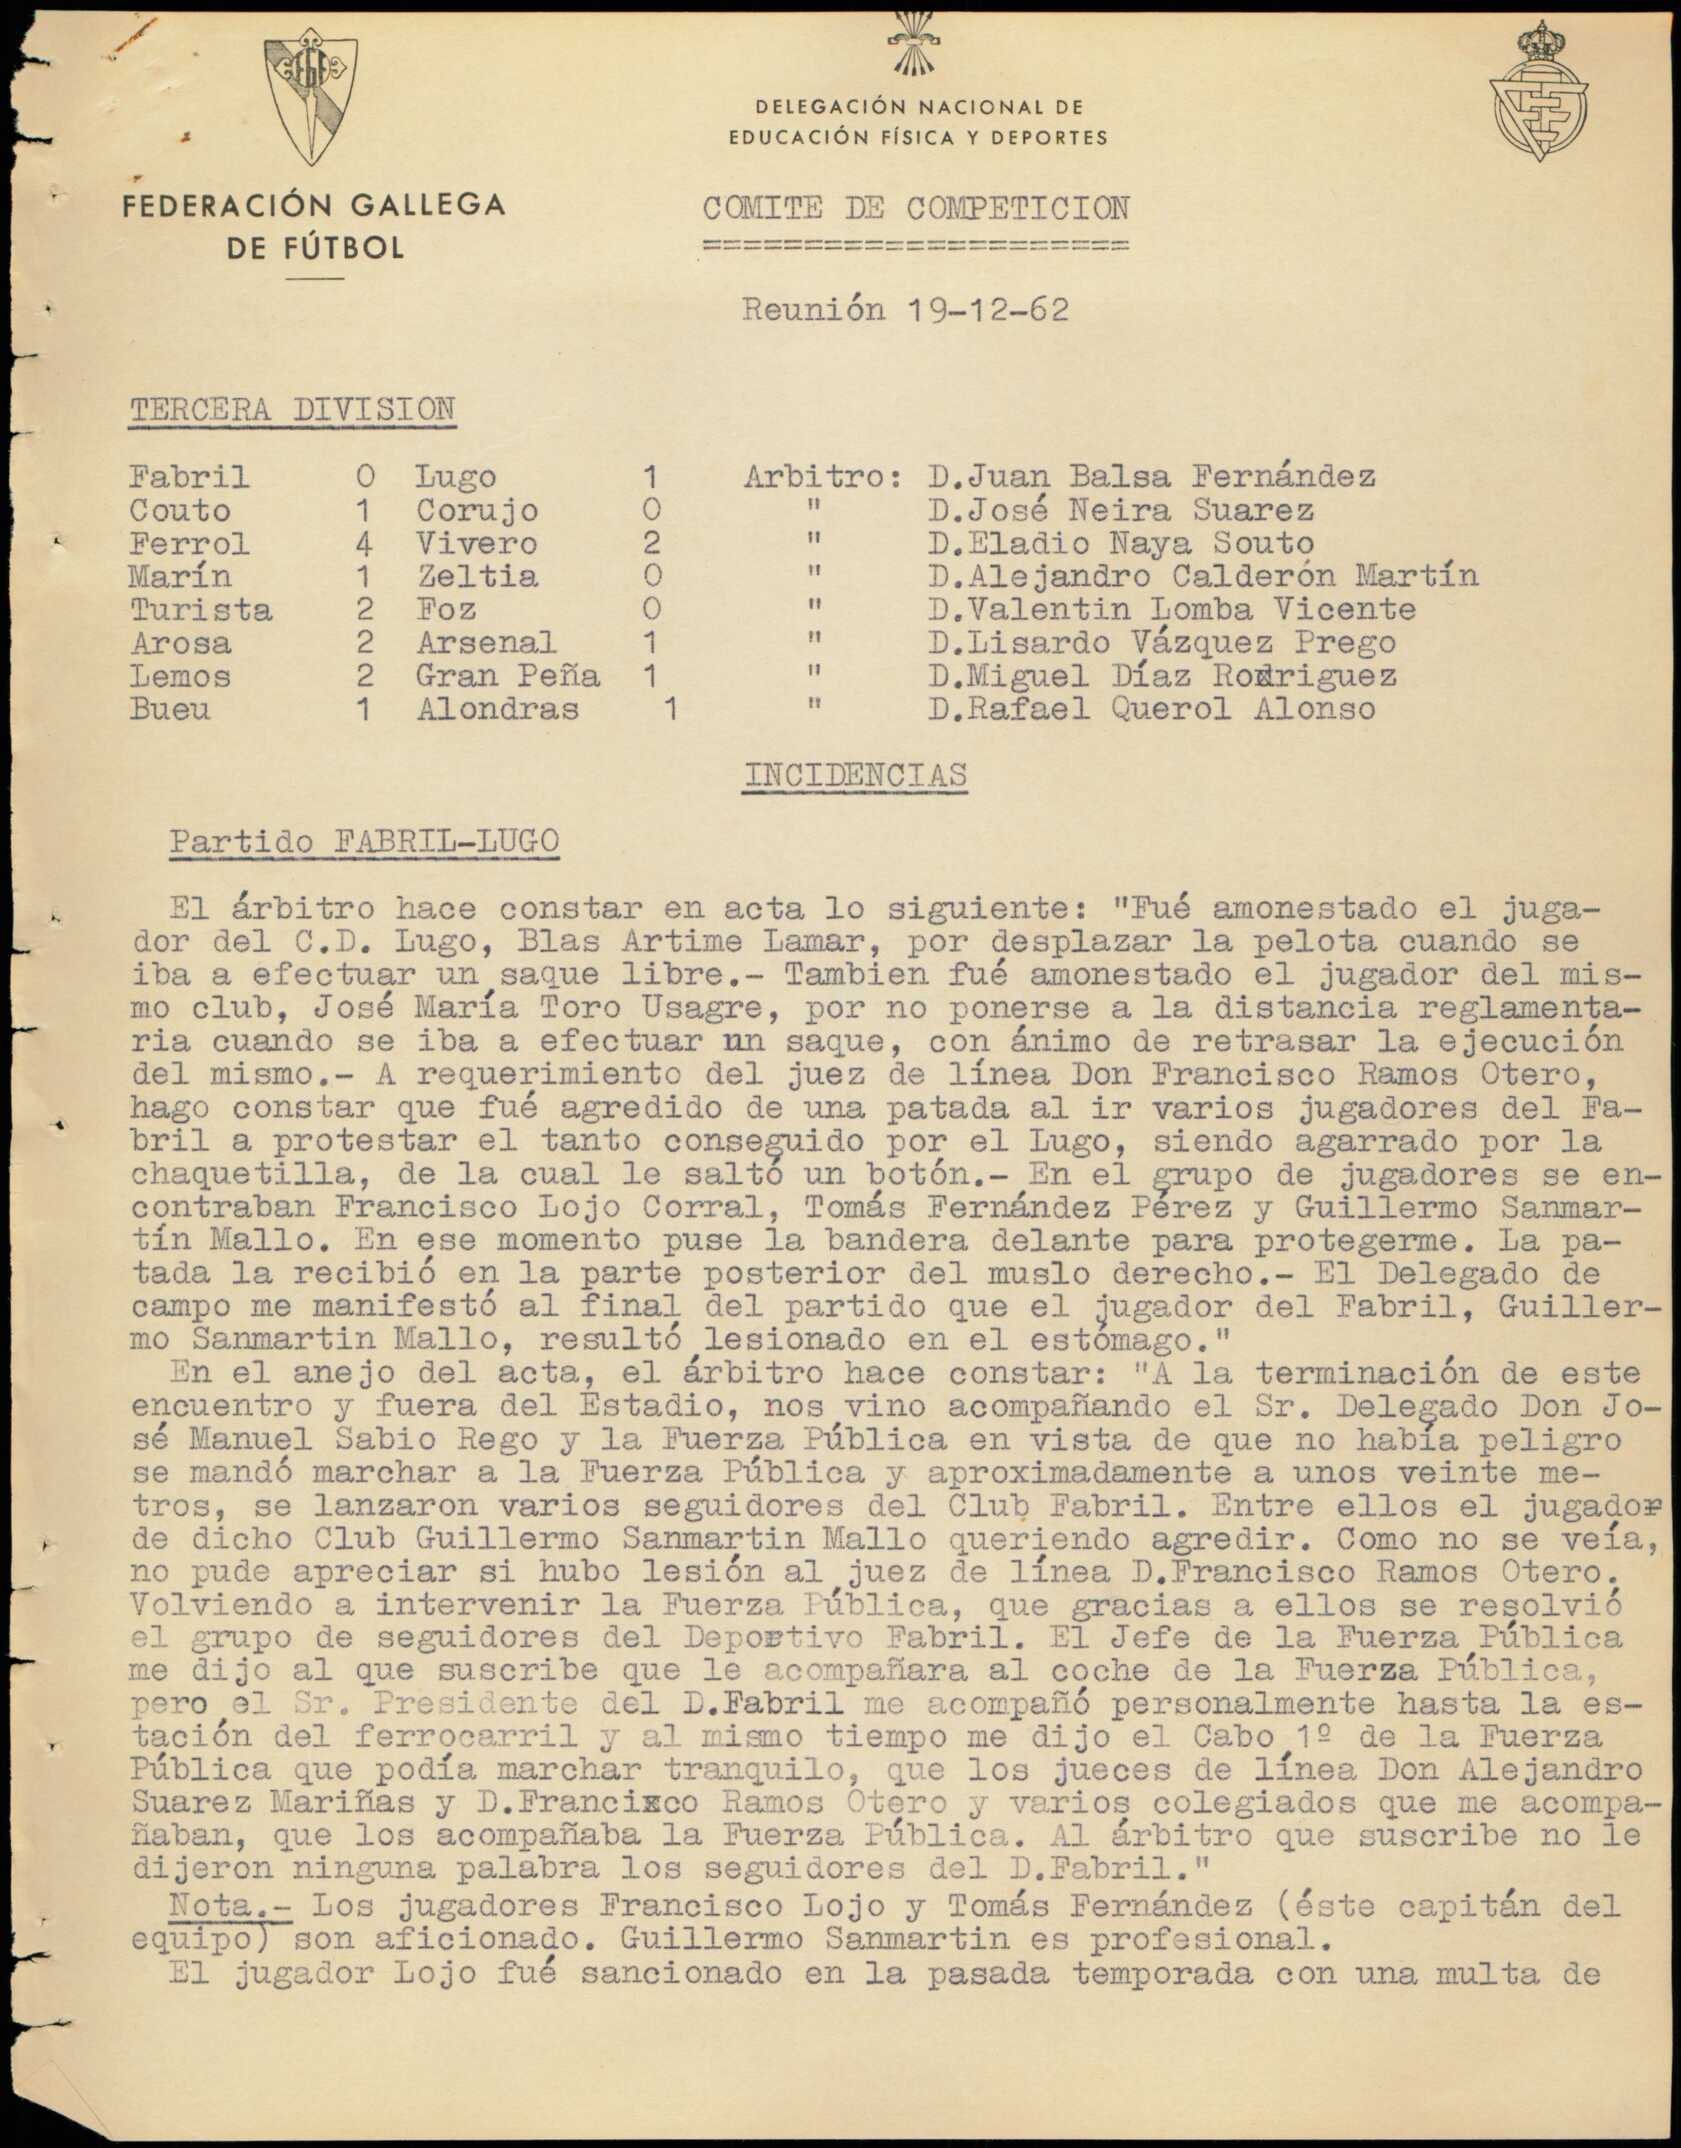 DELEGACIÓN NACIONAL DE
EDUCACIÓN FÍSICA Y DEPORTES
FEDERACIÓN GALLEGA
DE FÚTBOL
COMITE DE COMPETICION
=====================
Reunión 19-12-62
TERCERA DIVISION
Fabril 0 Lugo 1 Arbitro: D.Juan Balsa Fernández
Couto 1 Corujo 0 " D.José Neira Suarez
Ferrol 4 Vivero 2 " D.Eladio Naya Souto
Marín 1 Zeltia 0 " D.Alejandro Calderón Martín
Turista 2 Foz 0 " D.Valentin Lomba Vicente
Arosa 2 Arsenal 1 " D.Lisardo Vázquez Prego
Lemos 2 Gran Peña 1 " D.Miguel Díaz Rodriguez
Bueu 1 Alondras 1 " D.Rafael Querol Alonso
INCIDENCIAS
Partido FABRIL-LUGO
El árbitro hace constar en acta lo siguiente: "Fué amonestado el juga-
dor del C.D. Lugo, Blas Artime Lamar, por desplazar la pelota cuando se
iba a efectuar un saque libre.- Tambien fué amonestado el jugador del mis-
mo club, José María Toro Usagre, por no ponerse a la distancia reglamenta-
ria cuando se iba a efectuar un saque, con ánimo de retrasar la ejecución
del mismo.- A requerimiento del juez de línea Don Francisco Ramos Otero,
hago constar que fué agredido de una patada al ir varios jugadores del Fa-
bril a protestar el tanto conseguido por el Lugo, siendo agarrado por la
chaquetilla, de la cual le saltó un botón.- En el grupo de jugadores se en-
contraban Francisco Lojo Corral, Tomás Fernández Pérez y Guillermo Sanmar-
tín Mallo. En ese momento puse la bandera delante para protegerme. La pa-
tada la recibió en la parte posterior del muslo derecho.- El Delegado de
campo me manifestó al final del partido que el jugador del Fabril, Guiller-
mo Sanmartin Mallo, resultó lesionado en el estómago."
En el anejo del acta, el árbitro hace constar: "A la terminación de este
encuentro y fuera del Estadio, nos vino acompañando el Sr. Delegado Don Jo-
sé Manuel Sabio Rego y la Fuerza Pública en vista de que no había peligro
se mandó marchar a la Fuerza Pública y aproximadamente a unos veinte me-
tros, se lanzaron varios seguidores del Club Fabril. Entre ellos el jugador
de dicho Club Guillermo Sanmartin Mallo queriendo agredir. Como no se veía,
no pude apreciar si hubo lesión al juez de línea D.Francisco Ramos Otero.
Volviendo a intervenir la Fuerza Pública, que gracias a ellos se resolvió
el grupo de seguidores del Deportivo Fabril. El Jefe de la Fuerza Pública
me dijo al que suscribe que le acompañara al coche de la Fuerza Pública,
pero el Sr. Presidente del D.Fabril me acompañó personalmente hasta la es-
tación del ferrocarril y al mismo tiempo me dijo el Cabo 1º de la Fuerza
Pública que podía marchar tranquilo, que los jueces de línea Don Alejandro
Suarez Mariñas y D.Francixco Ramos Otero y varios colegiados que me acompa-
ñaban, que los acompañaba la Fuerza Pública. Al árbitro que suscribe no le
dijeron ninguna palabra los seguidores del D.Fabril."
Nota.- Los jugadores Francisco Lojo y Tomás Fernández (éste capitán del
equipo) son aficionado. Guillermo Sanmartin es profesional.
El jugador Lojo fué sancionado en la pasada temporada con una multa de